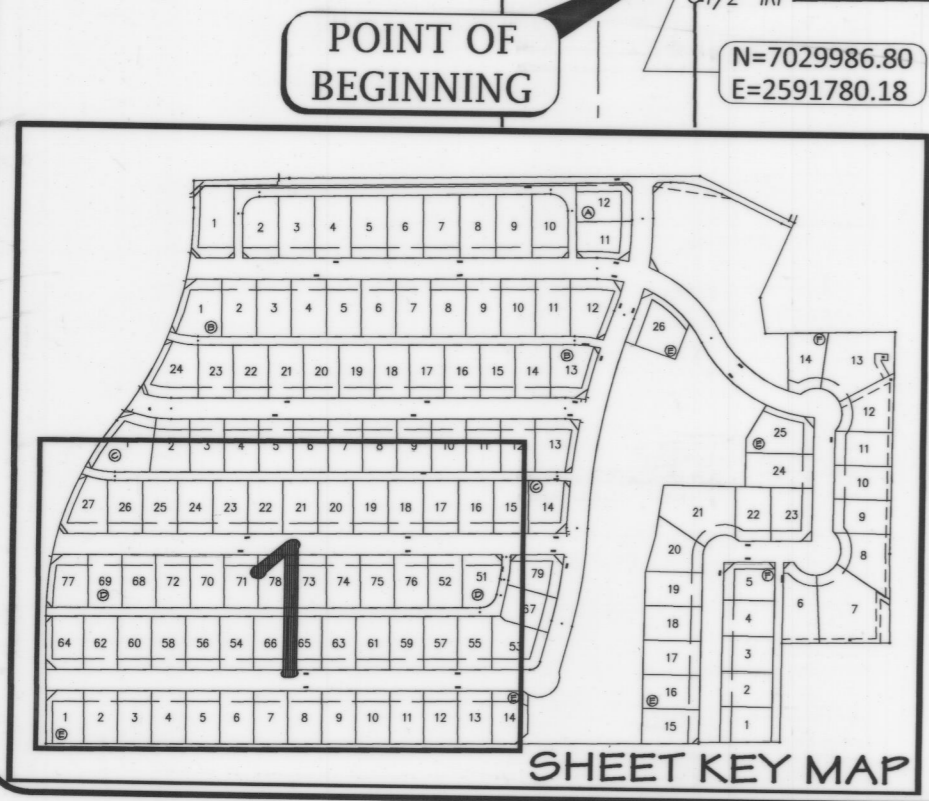 1/2" IRF
POINT OF
BEGINNING
N=7029986.80
E=2591780.18
1 2 3 4 5 6 7 8 9 10 A 12
11
1 B 2 3 4 5 6 7 8 9 10 11 12
26 E
24 23 22 21 20 19 18 17 16 15 14 B 13
14 F 13
12
1 C 2 3 4 5 6 7 8 9 10 11 12 13
25 E
11
24
10
27 26 25 24 23 22 21 20 19 18 17 16 15 C 14
21 22 23
9
20
8
77 69 D 68 72 70 71 78 73 74 75 76 52 51 D 79
67
19
5 F
6 7
18
4
64 62 60 58 56 54 66 65 63 61 59 57 55 53
17
3
1
16 E
2
1 E 2 3 4 5 6 7 8 9 10 11 12 13 14 E
15
1
SHEET KEY MAP